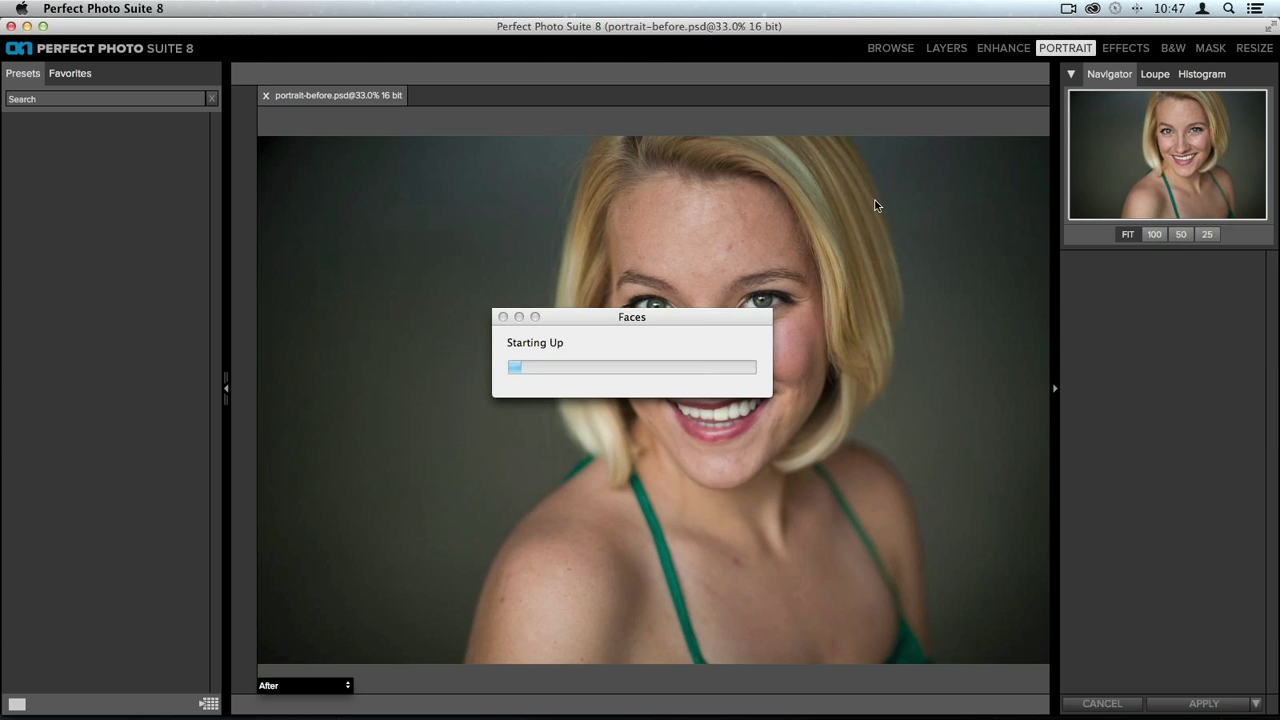 Perfect Photo Suite 8
10:47
Perfect Photo Suite 8 (portrait-before.psd@33.0% 16 bit)
on PERFECT PHOTO SUITE 8
BROWSE LAYERS ENHANCE PORTRAIT EFFECTS B&W MASK RESIZE
Presets Favorites
Navigator Loupe Histogram
Search X
X portrait-before.psd@33.0% 16 bit
FIT 100 50 25
Faces
Starting Up
After
CANCEL APPLY